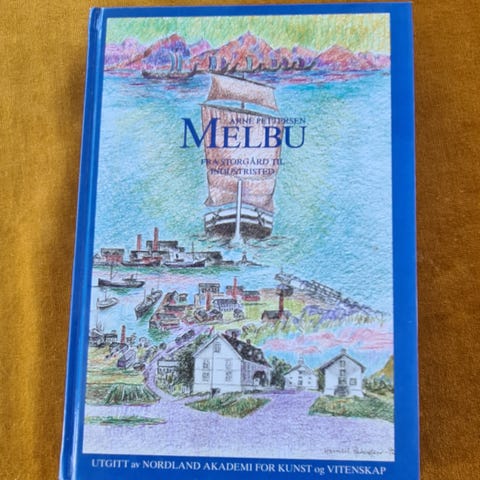 ARNE PETTERSEN
MELBU
FRA STORGÅRD TIL
INDUSTRISTED
UTGITT av NORDLAND AKADEMI FOR KUNST og VITENSKAP